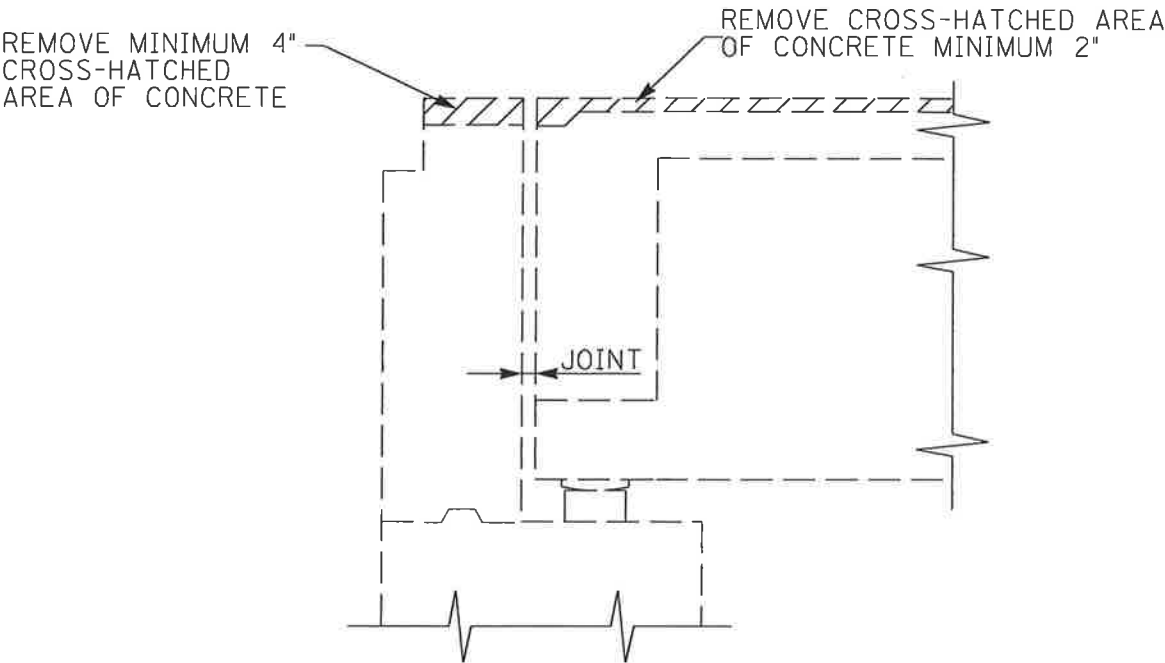 REMOVE MINIMUM 4"
CROSS-HATCHED
AREA OF CONCRETE
REMOVE CROSS-HATCHED AREA
OF CONCRETE MINIMUM 2"
JOINT